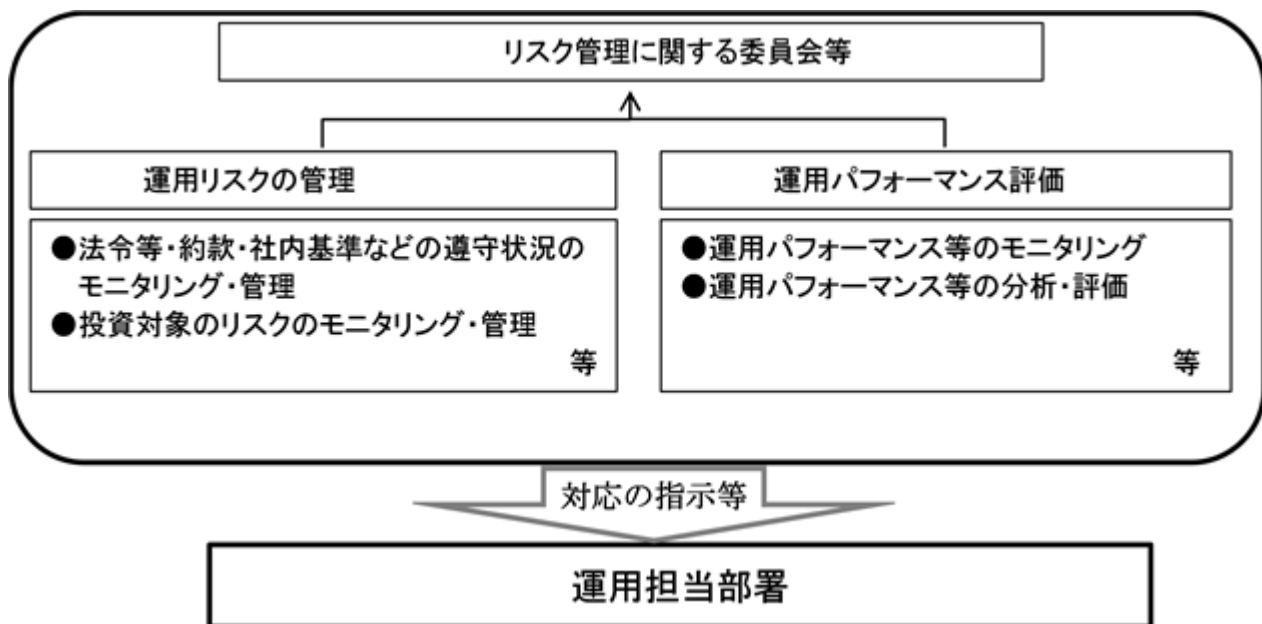 リスク管理に関する委員会等
運用リスクの管理
●法令等・約款・社内基準などの遵守状況の
モニタリング・管理
●投資対象のリスクのモニタリング・管理
等
運用パフォーマンス評価
●運用パフォーマンス等のモニタリング
●運用パフォーマンス等の分析・評価
等
対応の指示等
運用担当部署